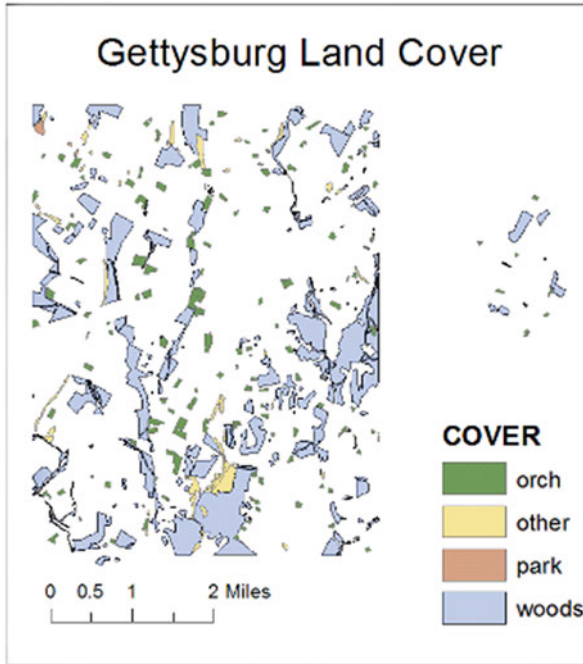 Gettysburg Land Cover
COVER
orch
other
park
woods
0 0.5 1 2 Miles